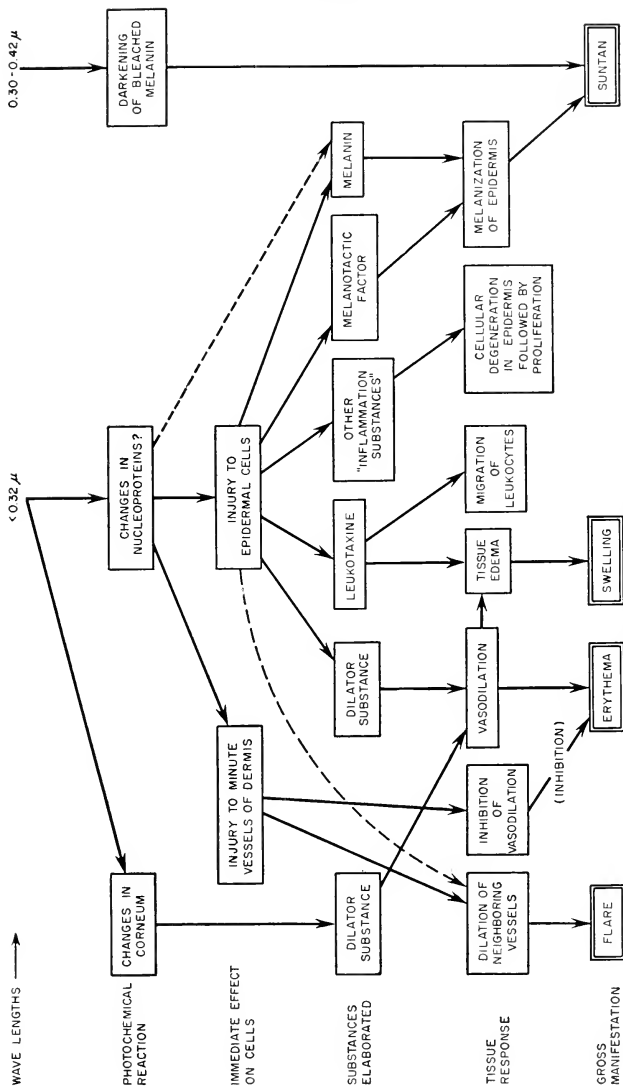 WAVE LENGTHS
<0.32 μ
0.30-0.42 μ
PHOTOCHEMICAL
REACTION
CHANGES IN
CORNEUM
CHANGES IN
NUCLEOPROTEINS?
DARKENING
OF BLEACHED
MELANIN
IMMEDIATE EFFECT
ON CELLS
INJURY TO MINUTE
VESSELS OF DERMIS
INJURY TO
EPIDERMAL CELLS
SUBSTANCES
ELABORATED
DILATOR
SUBSTANCE
DILATOR
SUBSTANCE
LEUKOTAXINE
OTHER
"INFLAMMATION
SUBSTANCES"
MELANOTACTIC
FACTOR
MELANIN
TISSUE
RESPONSE
DILATION OF
NEIGHBORING
VESSELS
INHIBITION
OF
VASODILATION
VASODILATION
TISSUE
EDEMA
MIGRATION
OF
LEUKOCYTES
CELLULAR
DEGENERATION
IN EPIDERMIS
FOLLOWED BY
PROLIFERATION
MELANIZATION
OF EPIDERMIS
(INHIBITION)
GROSS
MANIFESTATION
FLARE
ERYTHEMA
SWELLING
SUNTAN